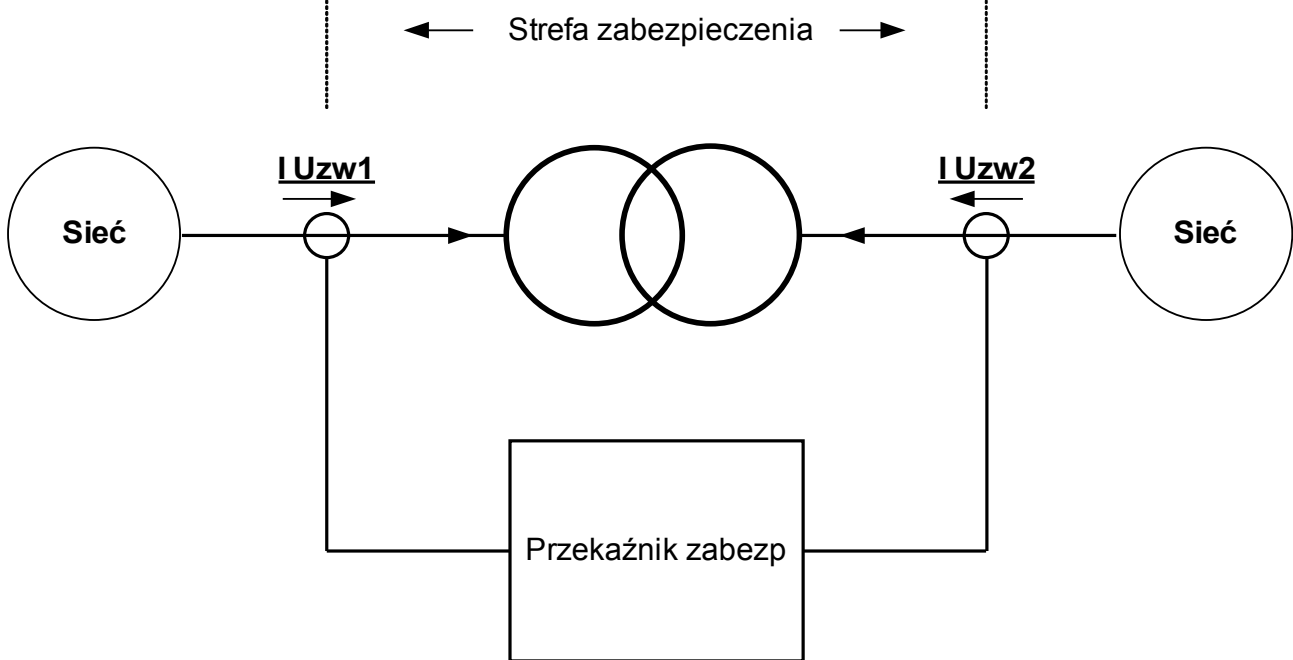 Strefa zabezpieczenia
I Uzw1
I Uzw2
Sieć
Sieć
Przekaźnik zabezp